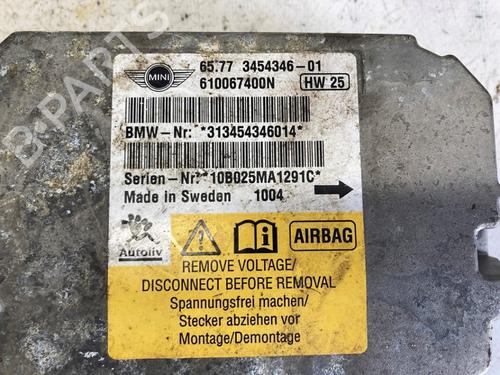 B-PARTS
MINI
65.77 3454346-01
610067400N HW 25
BMW-Nr: *313454346014*
Serien-Nr: *10B025MA1291C*
Made in Sweden 1004
Autoliv
AIRBAG
REMOVE VOLTAGE/
DISCONNECT BEFORE REMOVAL
Spannungsfrei machen/
Stecker abziehen vor
Montage/Demontage